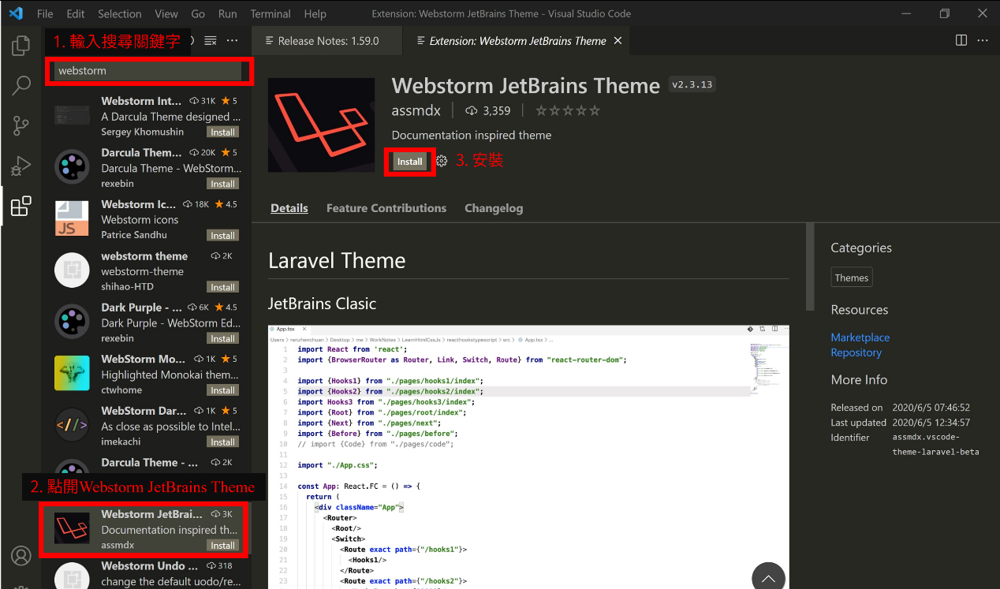 File Edit Selection View Go Run Terminal Help
Extension: Webstorm JetBrains Theme - Visual Studio Code
1. 輸入搜尋關鍵字
webstorm
Webstorm Int... 31K 5
A Darcula Theme designed ...
Sergey Khomushin Install
Darcula Them... 20K 5
Darcula Theme - WebStorm...
rexebin Install
JS
Webstorm Ic... 18K 4.5
Webstorm icons
Patrice Sandhu Install
webstorm theme 2K
webstorm-theme
shihao-HTD Install
Dark Purple - ... 6K 4.5
Dark Purple - WebStorm Ed...
rexebin Install
WebStorm Mo... 1K 5
Highlighted Monokai them...
ctwhome Install
</>
WebStorm Dar... 1K 5
As close as possible to Intel...
imekachi Install
Darcula Theme - ... 2K
2. 點開Webstorm JetBrains Theme
Webstorm JetBrai... 3K
Documentation inspired th...
assmdx Install
Webstorm Undo ... 318
change the default uodo/re...
Release Notes: 1.59.0
Extension: Webstorm JetBrains Theme
Webstorm JetBrains Theme v2.3.13
assmdx 3,359
Documentation inspired theme
Install 3. 安裝
Details Feature Contributions Changelog
Laravel Theme
JetBrains Clasic
App.tsx
Users > renzhenchuan > Desktop > me > WorkNotes > LearnHtmlCssJs > reacthookstypescript > src > App.tsx > ...
1 import React from 'react';
2 import {BrowserRouter as Router, Link, Switch, Route} from "react-router-dom";
3
4 import {Hooks1} from "./pages/hooks1/index";
5 import {Hooks2} from "./pages/hooks2/index";
6 import Hooks3 from "./pages/hooks3/index";
7 import {Root} from "./pages/root/index";
8 import {Next} from "./pages/next";
9 import {Before} from "./pages/before";
10 // import {Code} from "./pages/code";
11
12 import "./App.css";
13
14 const App: React.FC = () => {
15 return (
16 <div className="App">
17 <Router>
18 <Root/>
19 <Switch>
20 <Route exact path={"/hooks1"}>
21 <Hooks1/>
22 </Route>
23 <Route exact path={"/hooks2"}>
Categories
Themes
Resources
Marketplace
Repository
More Info
Released on 2020/6/5 07:46:52
Last updated 2020/6/5 12:34:57
Identifier assmdx.vscode-
theme-laravel-beta